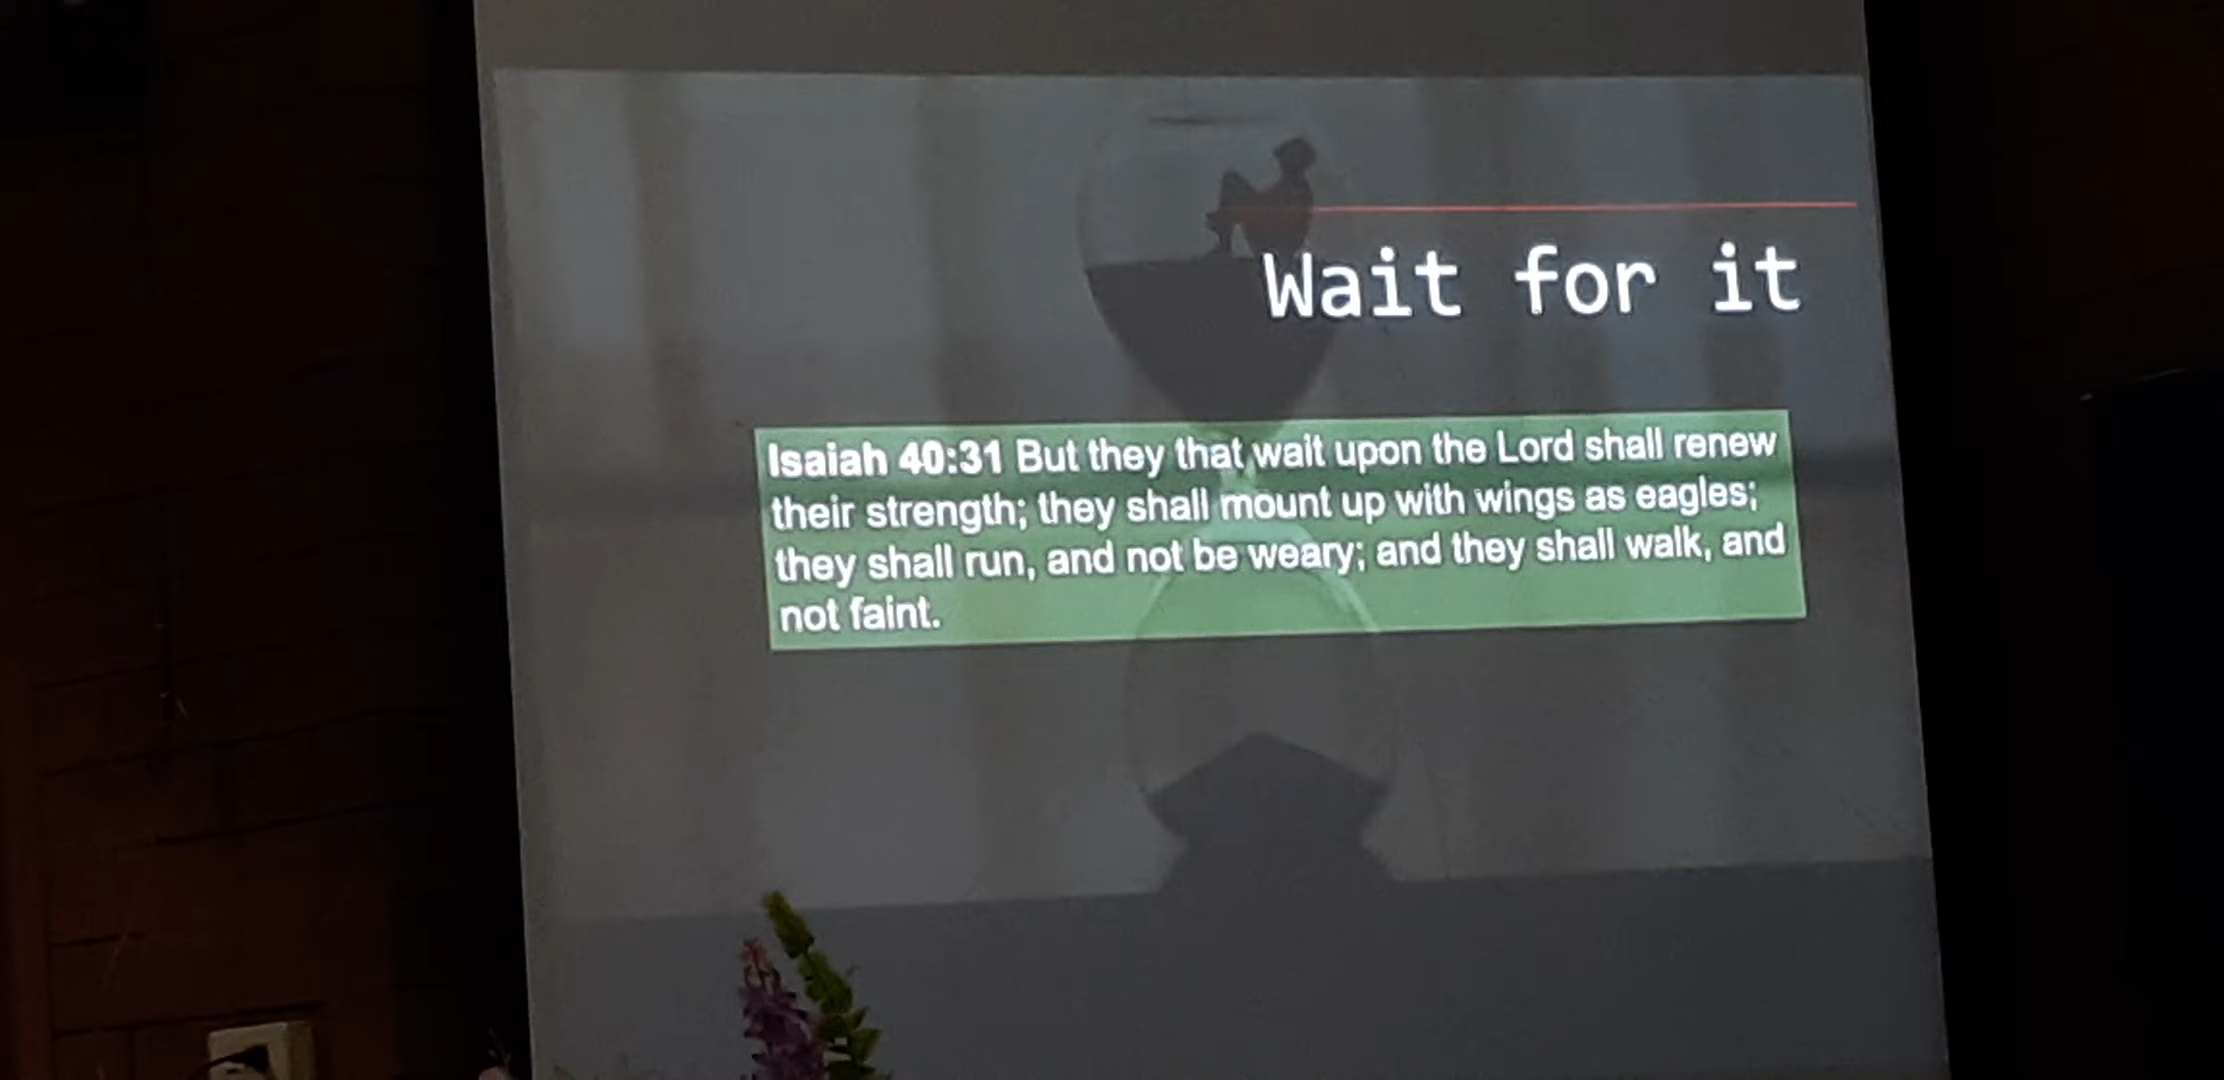 Wait for it
Isaiah 40:31 But they that wait upon the Lord shall renew
their strength; they shall mount up with wings as eagles;
they shall run, and not be weary; and they shall walk, and
not faint.